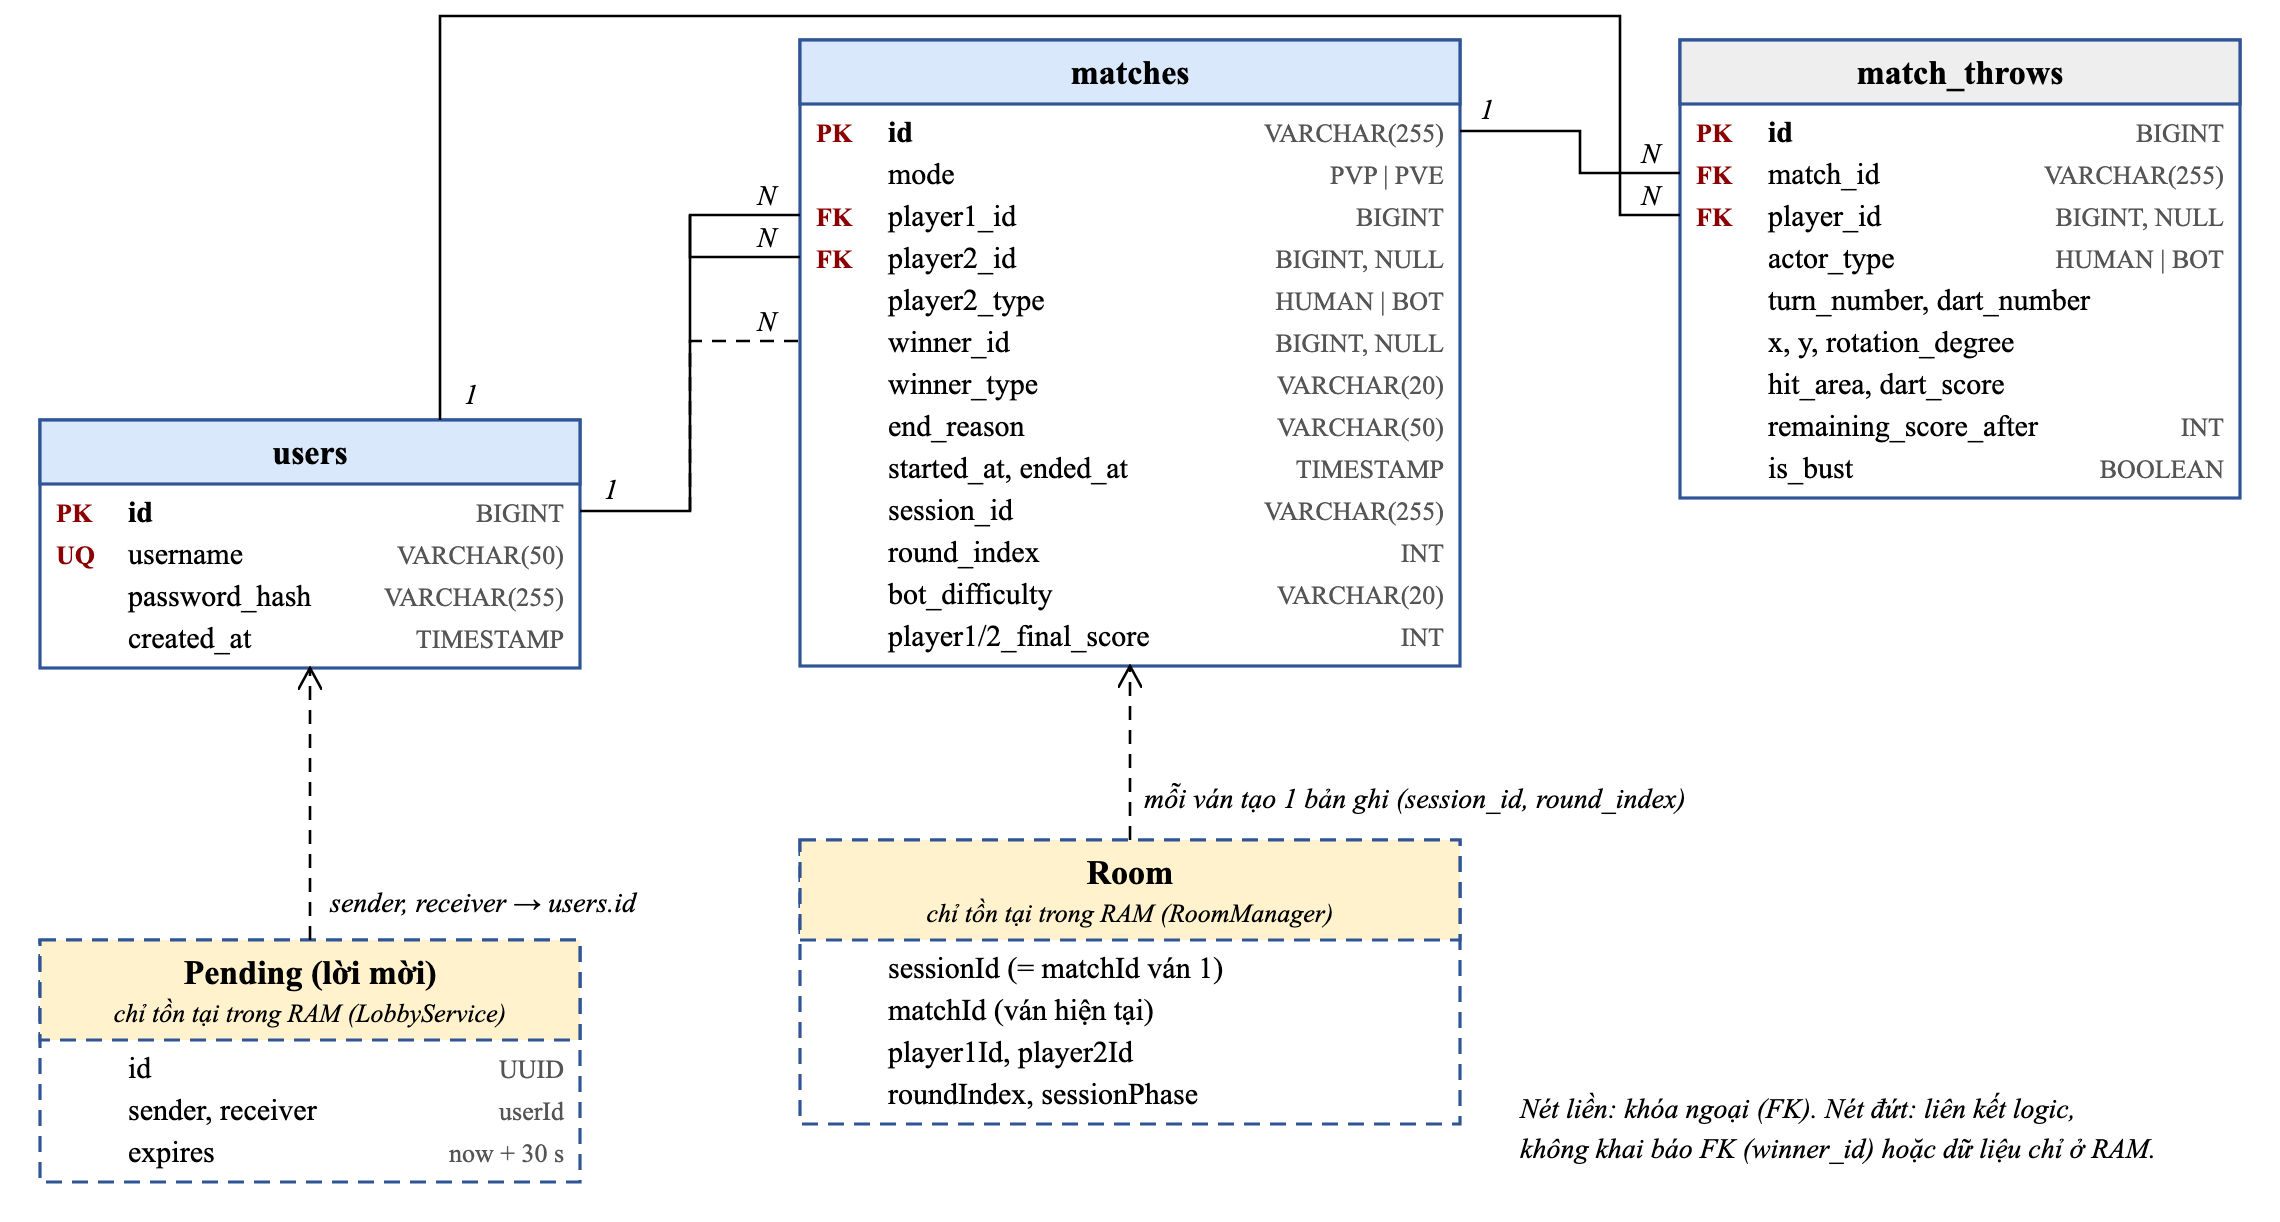 matches
PK id VARCHAR(255)
mode PVP | PVE
FK player1_id BIGINT
FK player2_id BIGINT, NULL
player2_type HUMAN | BOT
winner_id BIGINT, NULL
winner_type VARCHAR(20)
end_reason VARCHAR(50)
started_at, ended_at TIMESTAMP
session_id VARCHAR(255)
round_index INT
bot_difficulty VARCHAR(20)
player1/2_final_score INT
match_throws
PK id BIGINT
FK match_id VARCHAR(255)
FK player_id BIGINT, NULL
actor_type HUMAN | BOT
turn_number, dart_number
x, y, rotation_degree
hit_area, dart_score
remaining_score_after INT
is_bust BOOLEAN
1
N
N
N
N
N
1
1
users
PK id BIGINT
UQ username VARCHAR(50)
password_hash VARCHAR(255)
created_at TIMESTAMP
mỗi ván tạo 1 bản ghi (session_id, round_index)
sender, receiver → users.id
Room
chỉ tồn tại trong RAM (RoomManager)
sessionId (= matchId ván 1)
matchId (ván hiện tại)
player1Id, player2Id
roundIndex, sessionPhase
Pending (lời mời)
chỉ tồn tại trong RAM (LobbyService)
id UUID
sender, receiver userId
expires now + 30 s
Nét liền: khóa ngoại (FK). Nét đứt: liên kết logic,
không khai báo FK (winner_id) hoặc dữ liệu chỉ ở RAM.